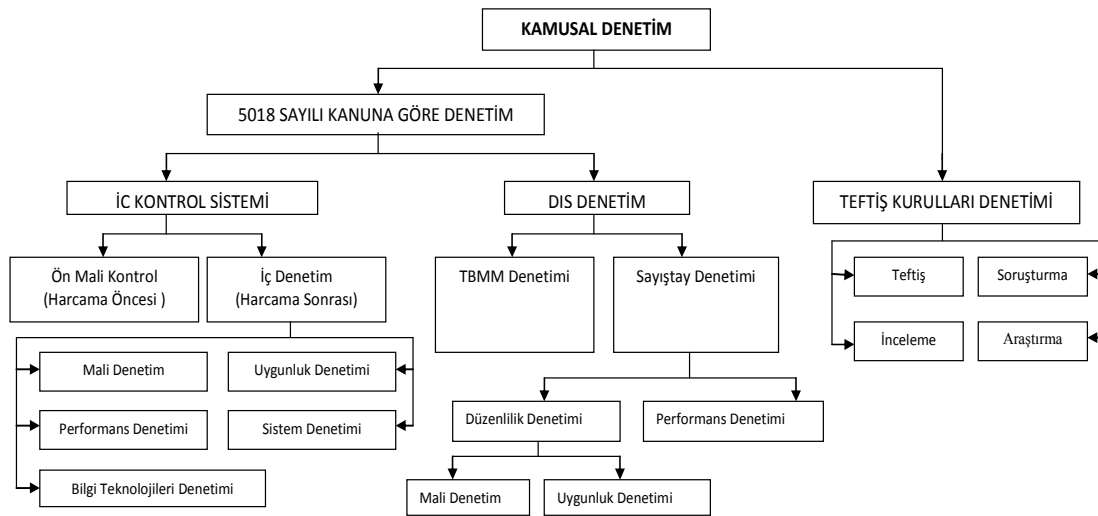 KAMUSAL DENETİM
5018 SAYILI KANUNA GÖRE DENETİM
İC KONTROL SİSTEMİ
DIS DENETİM
TEFTİŞ KURULLARI DENETİMİ
Ön Mali Kontrol
(Harcama Öncesi )
İç Denetim
(Harcama Sonrası)
TBMM Denetimi
Sayıştay Denetimi
Teftiş
Soruşturma
İnceleme
Araştırma
Mali Denetim
Uygunluk Denetimi
Performans Denetimi
Sistem Denetimi
Bilgi Teknolojileri Denetimi
Düzenlilik Denetimi
Performans Denetimi
Mali Denetim
Uygunluk Denetimi